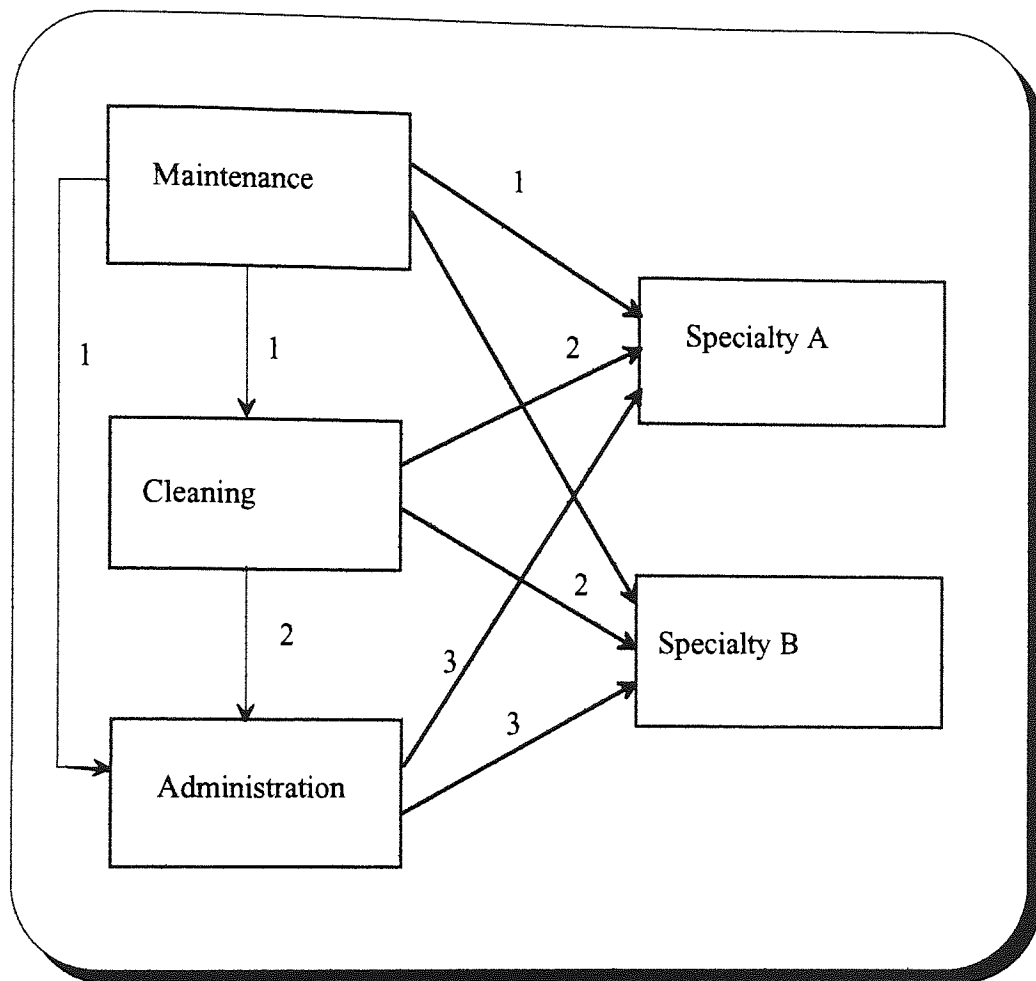 Maintenance
1
1
1
2
Specialty A
Cleaning
2
2
3
3
Specialty B
Administration